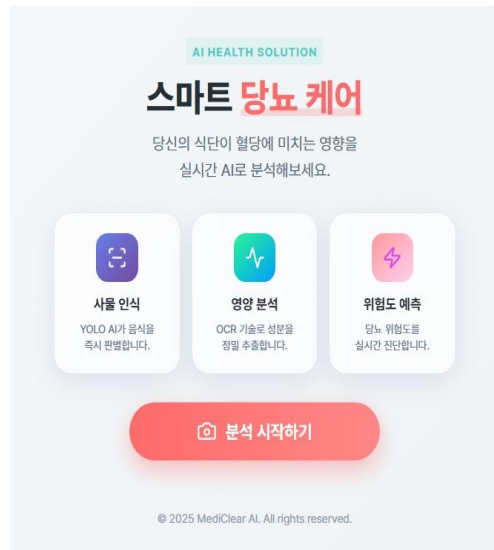 AI HEALTH SOLUTION
스마트 당뇨 케어
당신의 식단이 혈당에 미치는 영향을
실시간 AI로 분석해보세요.
사물 인식
YOLO AI가 음식을
즉시 판별합니다.
영양 분석
OCR 기술로 성분을
정밀 추출합니다.
위험도 예측
당뇨 위험도를
실시간 진단합니다.
분석 시작하기
© 2025 MediClear AI. All rights reserved.